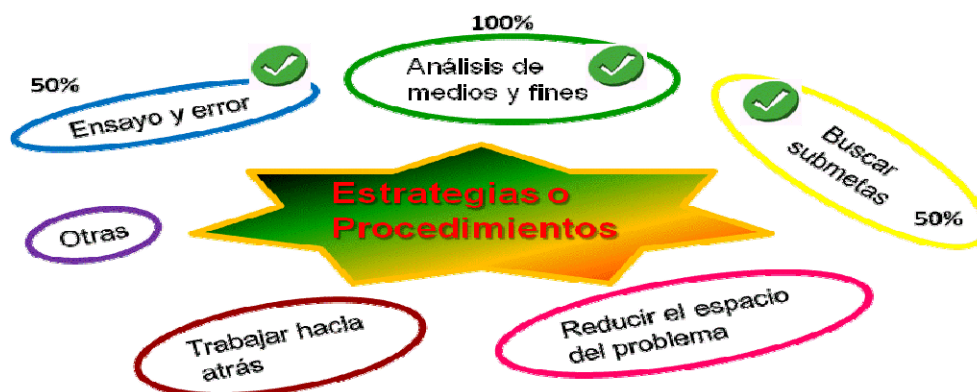 100%
50%
Ensayo y error
Análisis de
medios y fines
Buscar
submetas
50%
Estrategias o
Procedimientos
Otras
Trabajar hacia
atrás
Reducir el espacio
del problema